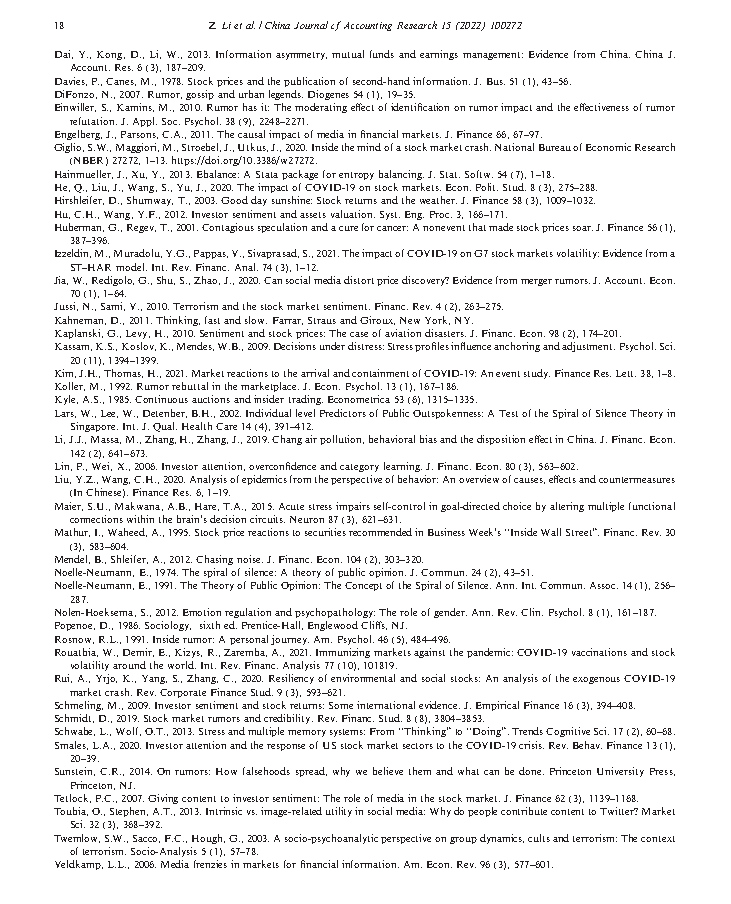 18 Z. Li et al. / China Journal of Accounting Research 15 (2022) 100272
Dai, Y., Kong, D., Li, W., 2013. Information asymmetry, mutual funds and earnings management: Evidence from China. China J.
Account. Res. 6 (3), 187–209.
Davies, P., Canes, M., 1978. Stock prices and the publication of second-hand information. J. Bus. 51 (1), 43–56.
DiFonzo, N., 2007. Rumor, gossip and urban legends. Diogenes 54 (1), 19–35.
Einwiller, S., Kamins, M., 2010. Rumor has it: The moderating effect of identification on rumor impact and the effectiveness of rumor
refutation. J. Appl. Soc. Psychol. 38 (9), 2248–2271.
Engelberg, J., Parsons, C.A., 2011. The causal impact of media in financial markets. J. Finance 66, 67–97.
Giglio, S.W., Maggiori, M., Stroebel, J., Utkus, J., 2020. Inside the mind of a stock market crash. National Bureau of Economic Research
(NBER) 27272, 1–13. https://doi.org/10.3386/w27272.
Hainmueller, J., Xu, Y., 2013. Ebalance: A Stata package for entropy balancing. J. Stat. Softw. 54 (7), 1–18.
He, Q., Liu, J., Wang, S., Yu, J., 2020. The impact of COVID-19 on stock markets. Econ. Polit. Stud. 8 (3), 275–288.
Hirshleifer, D., Shumway, T., 2003. Good day sunshine: Stock returns and the weather. J. Finance 58 (3), 1009–1032.
Hu, C.H., Wang, Y.F., 2012. Investor sentiment and assets valuation. Syst. Eng. Proc. 3, 166–171.
Huberman, G., Regev, T., 2001. Contagious speculation and a cure for cancer: A nonevent that made stock prices soar. J. Finance 56 (1),
387–396.
Izzeldin, M., Muradolu, Y.G., Pappas, V., Sivaprasad, S., 2021. The impact of COVID-19 on G7 stock markets volatility: Evidence from a
ST–HAR model. Int. Rev. Financ. Anal. 74 (3), 1–12.
Jia, W., Redigolo, G., Shu, S., Zhao, J., 2020. Can social media distort price discovery? Evidence from merger rumors. J. Account. Econ.
70 (1), 1–64.
Jussi, N., Sami, V., 2010. Terrorism and the stock market sentiment. Financ. Rev. 4 (2), 263–275.
Kahneman, D., 2011. Thinking, fast and slow. Farrar, Straus and Giroux, New York, N.Y.
Kaplanski, G., Levy, H., 2010. Sentiment and stock prices: The case of aviation disasters. J. Financ. Econ. 98 (2), 174–201.
Kassam, K.S., Koslov, K., Mendes, W.B., 2009. Decisions under distress: Stress profiles influence anchoring and adjustment. Psychol. Sci.
20 (11), 1394–1399.
Kim, J.H., Thomas, H., 2021. Market reactions to the arrival and containment of COVID-19: An event study. Finance Res. Lett. 38, 1–8.
Koller, M., 1992. Rumor rebuttal in the marketplace. J. Econ. Psychol. 13 (1), 167–186.
Kyle, A.S., 1985. Continuous auctions and insider trading. Econometrica 53 (6), 1315–1335.
Lars, W., Lee, W., Detenber, B.H., 2002. Individual level Predictors of Public Outspokenness: A Test of the Spiral of Silence Theory in
Singapore. Int. J. Qual. Health Care 14 (4), 391–412.
Li, J.J., Massa, M., Zhang, H., Zhang, J., 2019. Chang air pollution, behavioral bias and the disposition effect in China. J. Financ. Econ.
142 (2), 641–673.
Lin, P., Wei, X., 2006. Investor attention, overconfidence and category learning. J. Financ. Econ. 80 (3), 563–602.
Liu, Y.Z., Wang, C.H., 2020. Analysis of epidemics from the perspective of behavior: An overview of causes, effects and countermeasures
(In Chinese). Finance Res. 6, 1–19.
Maier, S.U., Makwana, A.B., Hare, T.A., 2015. Acute stress impairs self-control in goal-directed choice by altering multiple functional
connections within the brain's decision circuits. Neuron 87 (3), 621–631.
Mathur, I., Waheed, A., 1995. Stock price reactions to securities recommended in Business Week's "Inside Wall Street". Financ. Rev. 30
(3), 583–604.
Mendel, B., Shleifer, A., 2012. Chasing noise. J. Financ. Econ. 104 (2), 303–320.
Noelle-Neumann, E., 1974. The spiral of silence: A theory of public opinion. J. Commun. 24 (2), 43–51.
Noelle-Neumann, E., 1991. The Theory of Public Opinion: The Concept of the Spiral of Silence. Ann. Int. Commun. Assoc. 14 (1), 256–
287.
Nolen-Hoeksema, S., 2012. Emotion regulation and psychopathology: The role of gender. Ann. Rev. Clin. Psychol. 8 (1), 161–187.
Popenoe, D., 1986. Sociology, sixth ed. Prentice-Hall, Englewood Cliffs, NJ.
Rosnow, R.L., 1991. Inside rumor: A personal journey. Am. Psychol. 46 (5), 484–496.
Rouatbia, W., Demir, E., Kizys, R., Zaremba, A., 2021. Immunizing markets against the pandemic: COVID-19 vaccinations and stock
volatility around the world. Int. Rev. Financ. Analysis 77 (10), 101819.
Rui, A., Yrjo, K., Yang, S., Zhang, C., 2020. Resiliency of environmental and social stocks: An analysis of the exogenous COVID-19
market crash. Rev. Corporate Finance Stud. 9 (3), 593–621.
Schmeling, M., 2009. Investor sentiment and stock returns: Some international evidence. J. Empirical Finance 16 (3), 394–408.
Schmidt, D., 2019. Stock market rumors and credibility. Rev. Financ. Stud. 8 (8), 3804–3853.
Schwabe, L., Wolf, O.T., 2013. Stress and multiple memory systems: From "Thinking" to "Doing". Trends Cognitive Sci. 17 (2), 60–68.
Smales, L.A., 2020. Investor attention and the response of US stock market sectors to the COVID-19 crisis. Rev. Behav. Finance 13 (1),
20–39.
Sunstein, C.R., 2014. On rumors: How falsehoods spread, why we believe them and what can be done. Princeton University Press,
Princeton, NJ.
Tetlock, P.C., 2007. Giving content to investor sentiment: The role of media in the stock market. J. Finance 62 (3), 1139–1168.
Toubia, O., Stephen, A.T., 2013. Intrinsic vs. image-related utility in social media: Why do people contribute content to Twitter? Market
Sci. 32 (3), 368–392.
Twemlow, S.W., Sacco, F.C., Hough, G., 2003. A socio-psychoanalytic perspective on group dynamics, cults and terrorism: The context
of terrorism. Socio-Analysis 5 (1), 57–78.
Veldkamp, L.L., 2006. Media frenzies in markets for financial information. Am. Econ. Rev. 96 (3), 577–601.